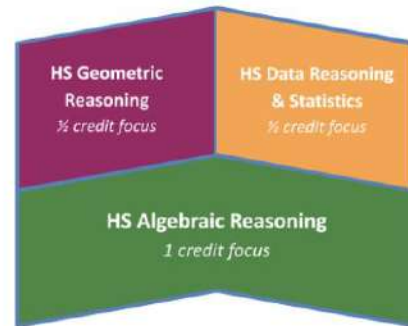 HS Geometric
Reasoning
½ credit focus
HS Data Reasoning
& Statistics
½ credit focus
HS Algebraic Reasoning
1 credit focus